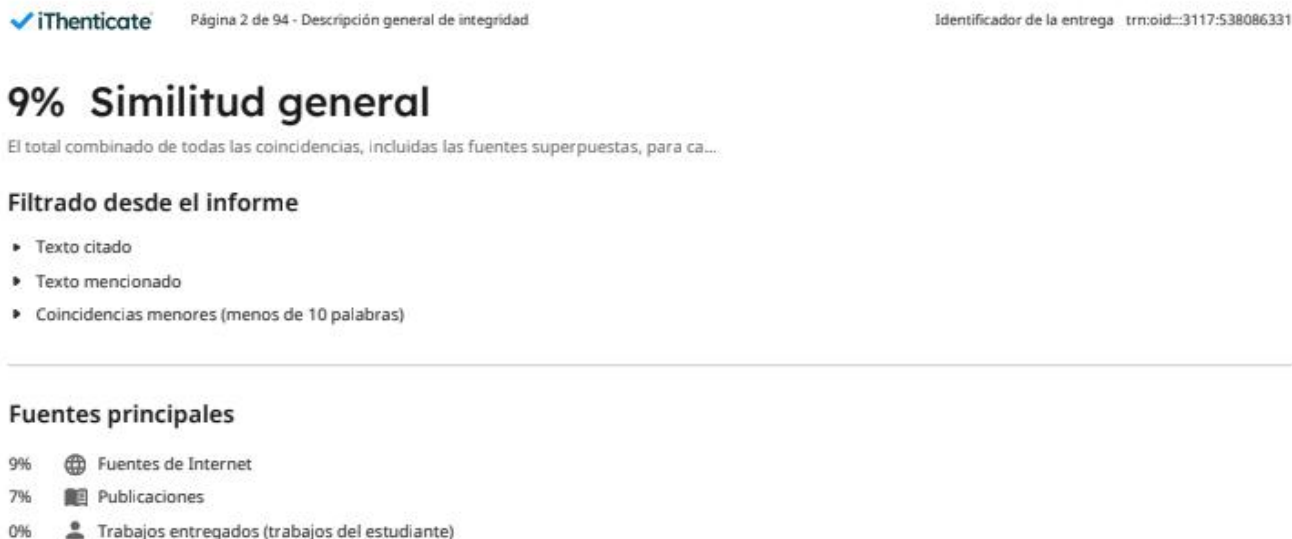 iThenticate Página 2 de 94 - Descripción general de integridad Identificador de la entrega trn:oid:::3117:538086331
9% Similitud general
El total combinado de todas las coincidencias, incluidas las fuentes superpuestas, para ca...
Filtrado desde el informe
Texto citado
Texto mencionado
Coincidencias menores (menos de 10 palabras)
Fuentes principales
9% Fuentes de Internet
7% Publicaciones
0% Trabajos entregados (trabajos del estudiante)